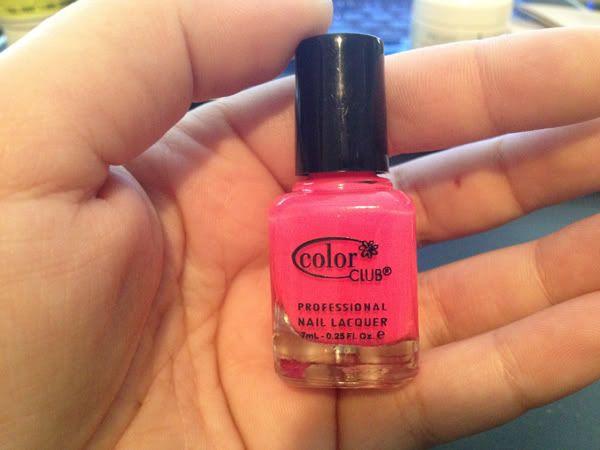 color
CLUB®
PROFESSIONAL
NAIL LACQUER
7mL - 0.25 Fl. Oz. e